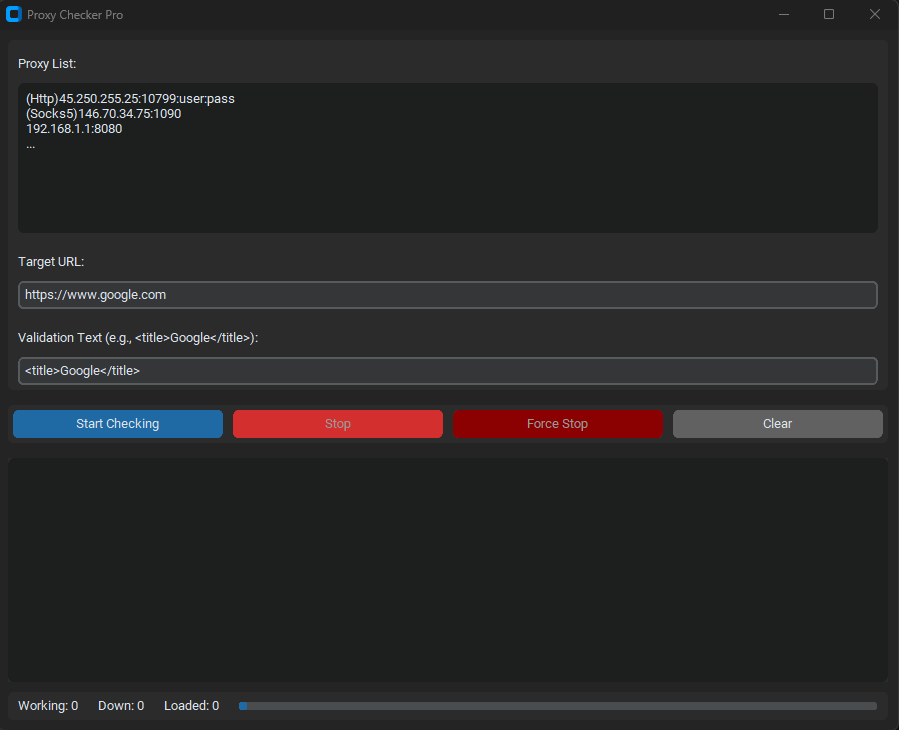 Proxy Checker Pro
Proxy List:
(Http)45.250.255.25:10799:user:pass
(Socks5)146.70.34.75:1090
192.168.1.1:8080
...
Target URL:
https://www.google.com
Validation Text (e.g., <title>Google</title>):
<title>Google</title>
Start Checking Stop Force Stop Clear
Working: 0 Down: 0 Loaded: 0